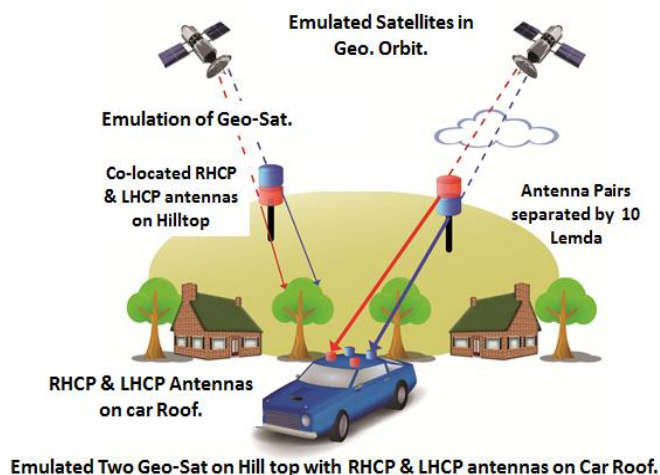 Emulated Satellites in
Geo. Orbit.
Emulation of Geo-Sat.
Co-located RHCP
& LHCP antennas
on Hilltop
Antenna Pairs
separated by 10
Lemda
RHCP & LHCP Antennas
on car Roof.
Emulated Two Geo-Sat on Hill top with RHCP & LHCP antennas on Car Roof.